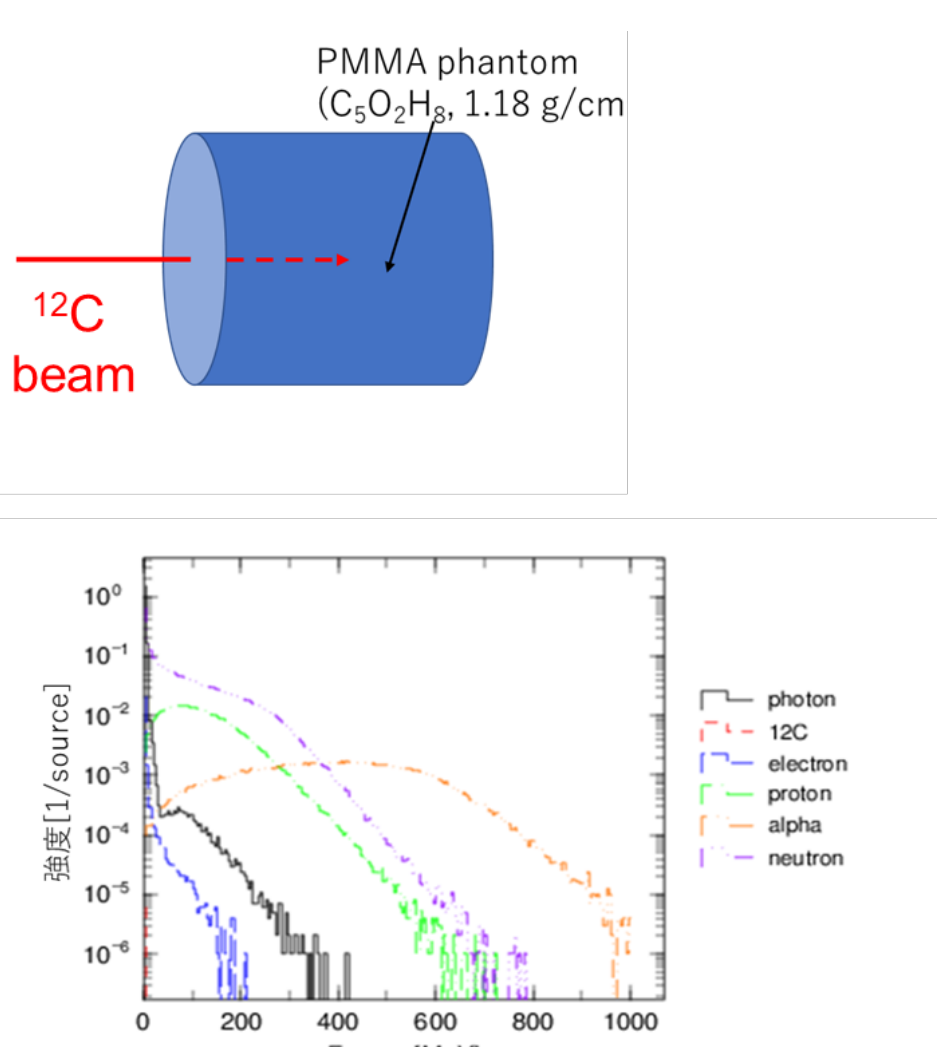 PMMA phantom
(C₅O₂H₈, 1.18 g/cm
¹²C
beam
10⁰
10⁻¹
10⁻²
10⁻³
10⁻⁴
10⁻⁵
10⁻⁶
強度[1/source]
0 200 400 600 800 1000
photon
12C
electron
proton
alpha
neutron